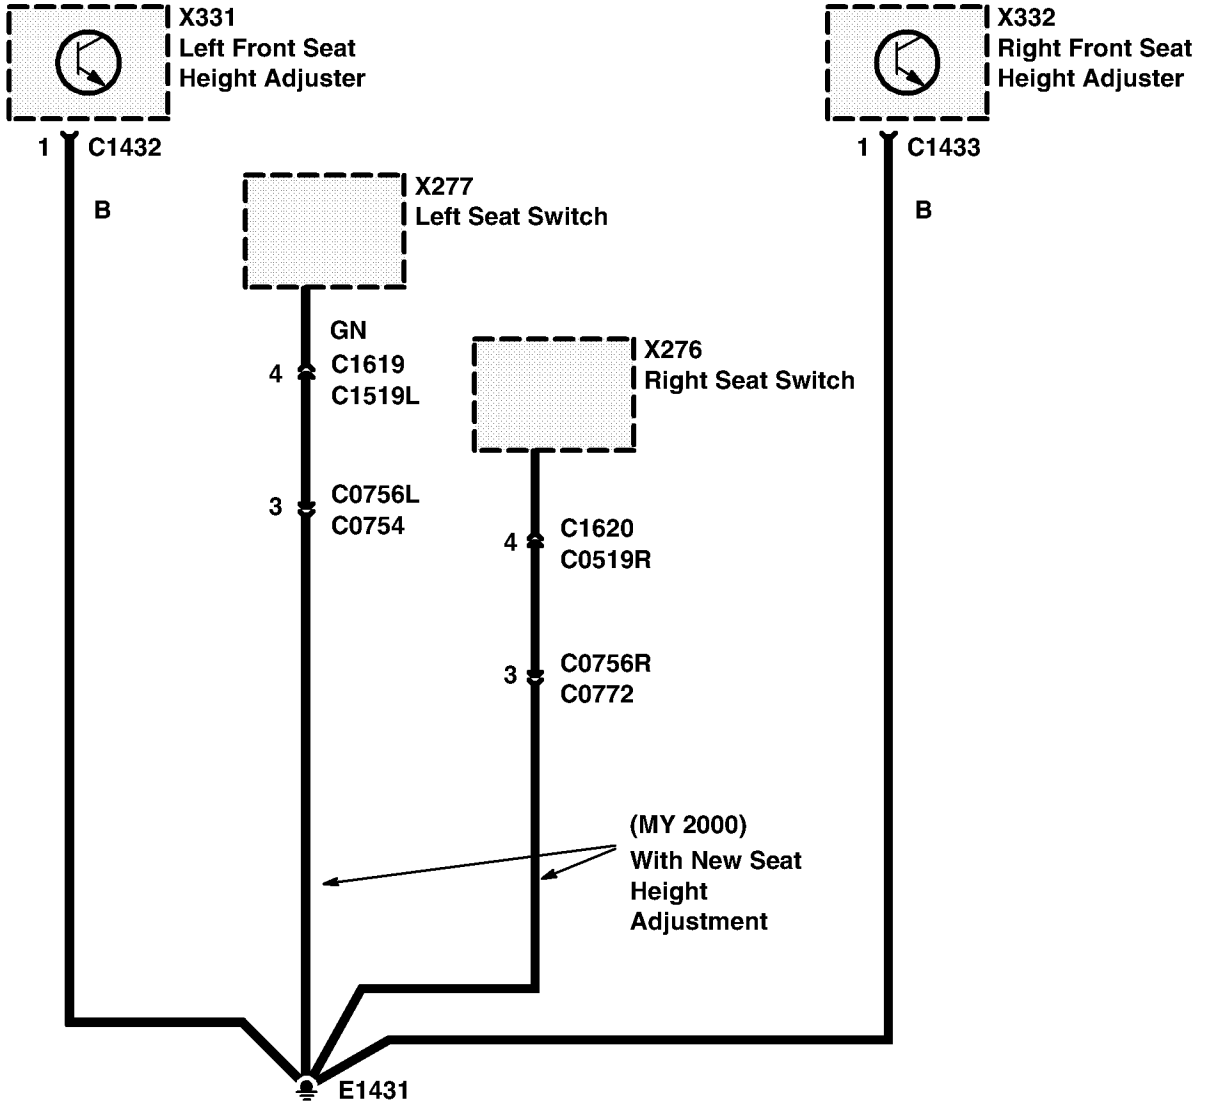 X331
Left Front Seat
Height Adjuster
X332
Right Front Seat
Height Adjuster
1 C1432
1 C1433
B
B
X277
Left Seat Switch
GN
4 C1619
C1519L
X276
Right Seat Switch
3 C0756L
C0754
4 C1620
C0519R
3 C0756R
C0772
(MY 2000)
With New Seat
Height
Adjustment
E1431